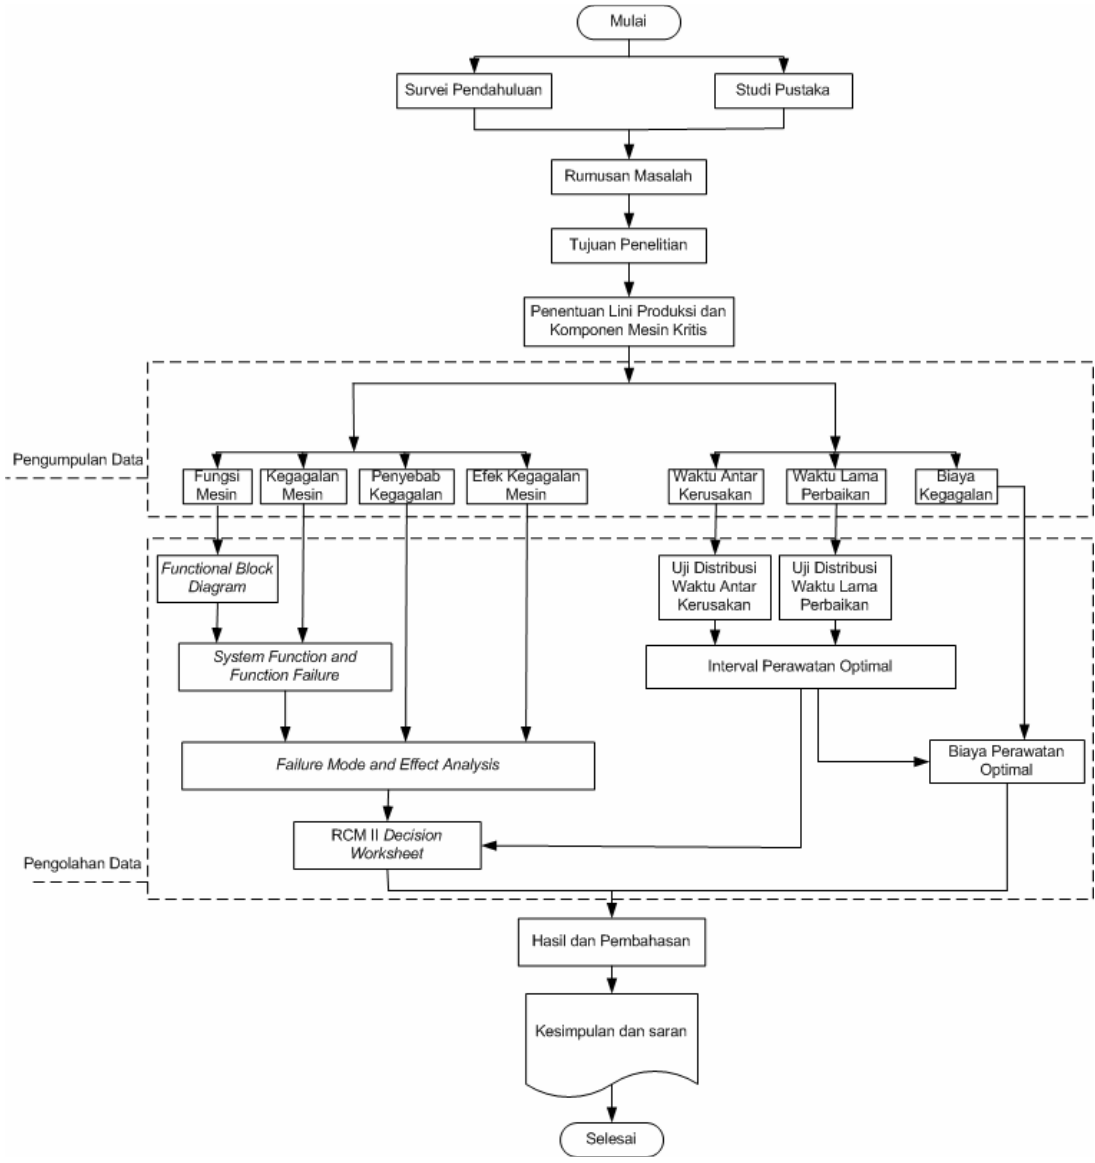 Mulai
Survei Pendahuluan
Studi Pustaka
Rumusan Masalah
Tujuan Penelitian
Penentuan Lini Produksi dan
Komponen Mesin Kritis
Pengumpulan Data
Fungsi
Mesin
Kegagalan
Mesin
Penyebab
Kegagalan
Efek Kegagalan
Mesin
Waktu Antar
Kerusakan
Waktu Lama
Perbaikan
Biaya
Kegagalan
Functional Block
Diagram
Uji Distribusi
Waktu Antar
Kerusakan
Uji Distribusi
Waktu Lama
Perbaikan
System Function and
Function Failure
Interval Perawatan Optimal
Failure Mode and Effect Analysis
Biaya Perawatan
Optimal
RCM II Decision
Worksheet
Pengolahan Data
Hasil dan Pembahasan
Kesimpulan dan saran
Selesai